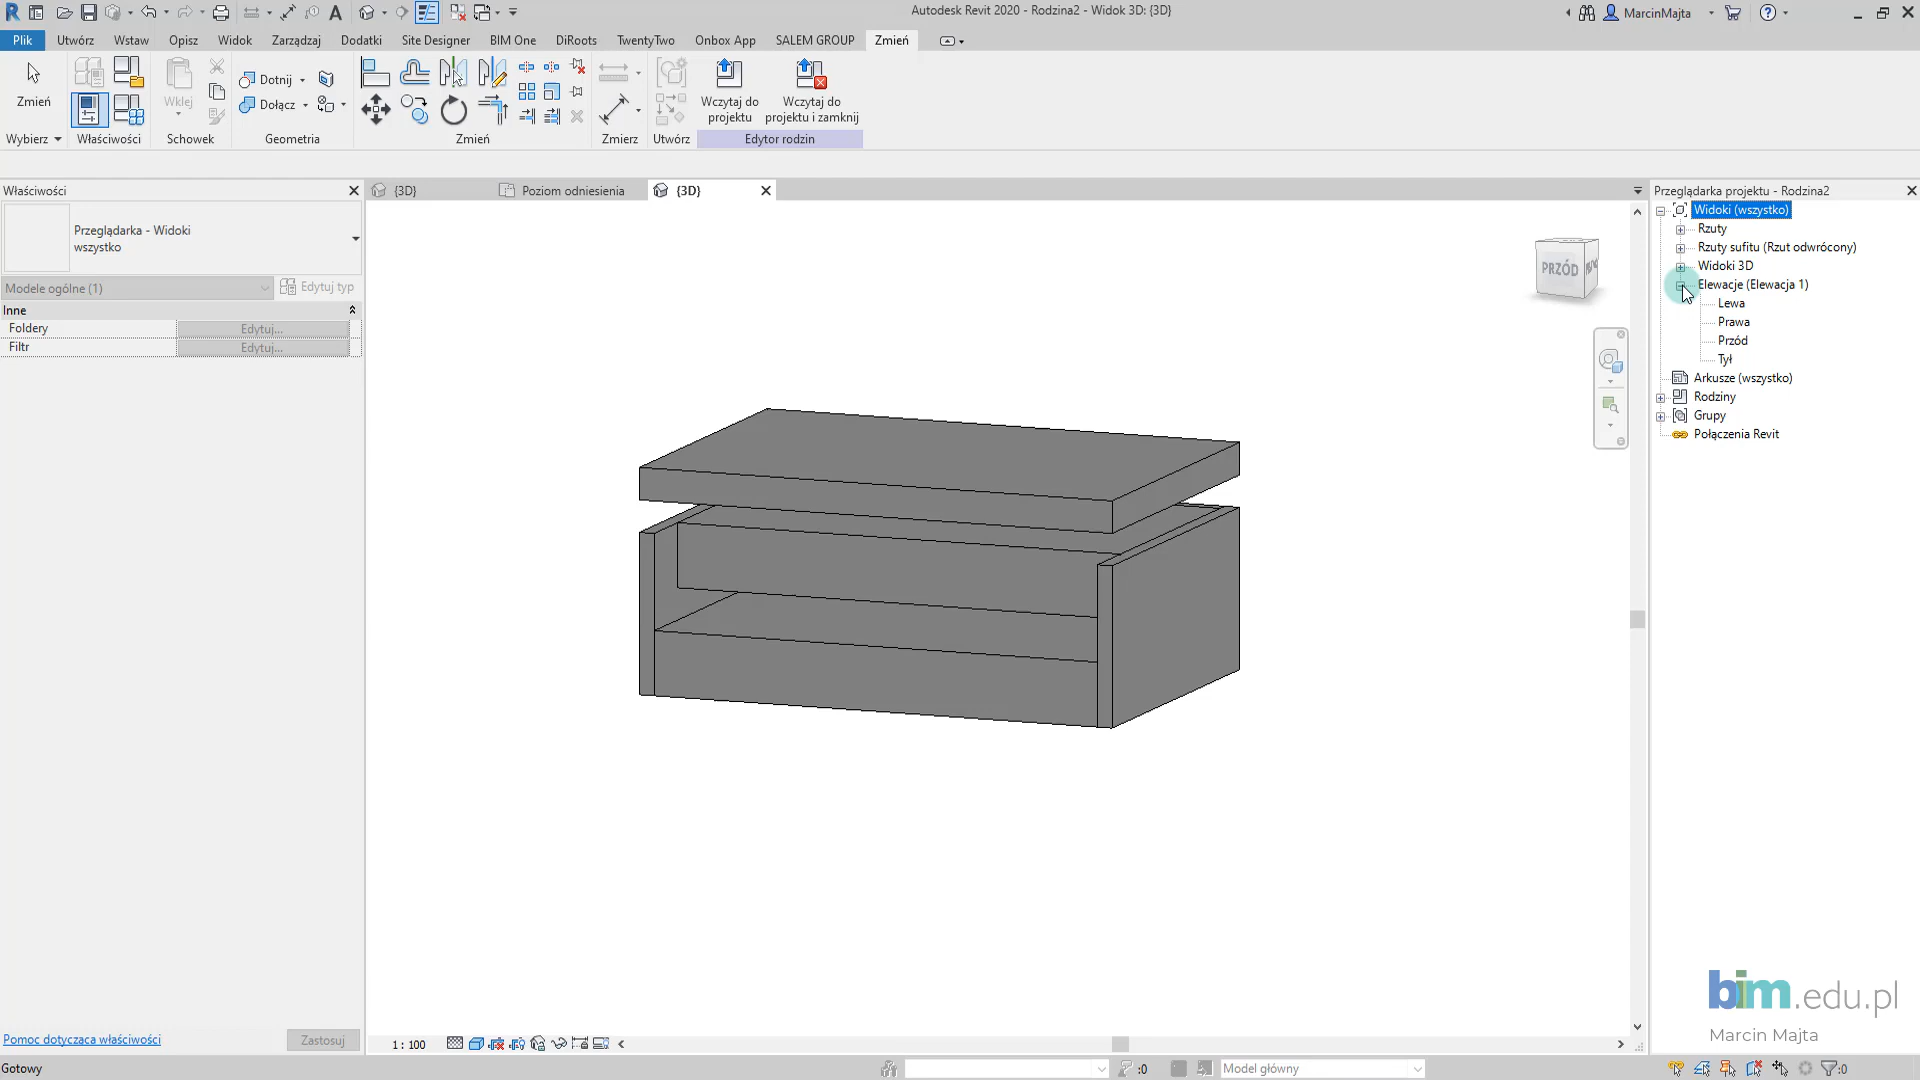 Autodesk Revit 2020 - Rodzina2 - Widok 3D: {3D}
MarcinMajta
Plik Utwórz Wstaw Opisz Widok Zarządzaj Dodatki Site Designer BIM One DiRoots TwentyTwo Onbox App SALEM GROUP Zmień
Zmień
Wklej
Dotnij
Dołącz
Wczytaj do projektu
Wczytaj do projektu i zamknij
Wybierz Właściwości Schowek Geometria Zmień Zmierz Utwórz Edytor rodzin
Właściwości
{3D} Poziom odniesienia {3D}
Przeglądarka projektu - Rodzina2
Przeglądarka - Widoki
wszystko
Modele ogólne (1) Edytuj typ
Inne
Foldery Edytuj...
Filtr Edytuj...
PRZÓD
Widoki (wszystko)
Rzuty
Rzuty sufitu (Rzut odwrócony)
Widoki 3D
Elewacje (Elewacja 1)
Lewa
Prawa
Przód
Tył
Arkusze (wszystko)
Rodziny
Grupy
Połączenia Revit
bim.edu.pl
Marcin Majta
Pomoc dotycząca właściwości Zastosuj
1 : 100
Gotowy
:0
Model główny
:0